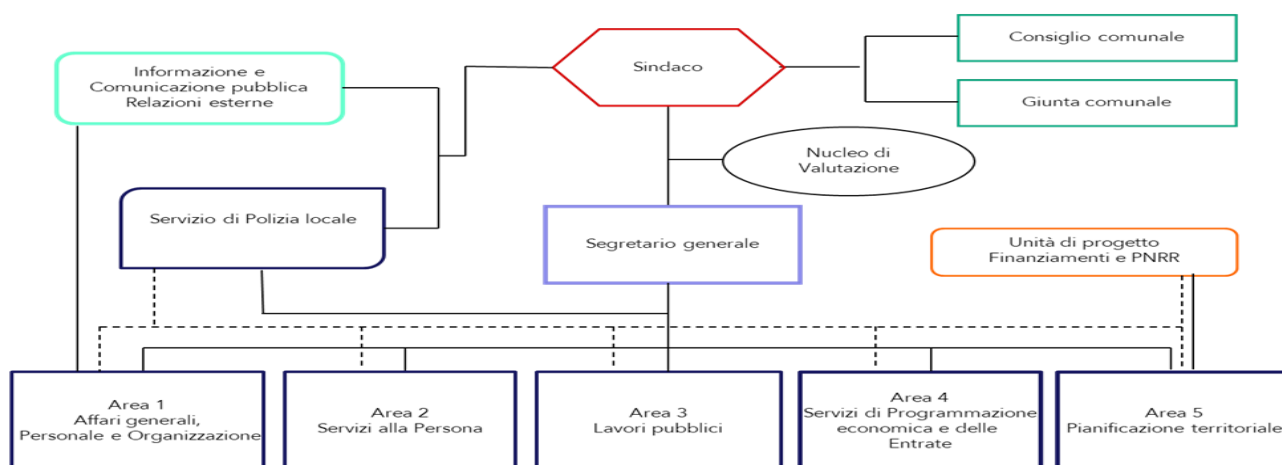 Informazione e
Comunicazione pubblica
Relazioni esterne
Sindaco
Consiglio comunale
Giunta comunale
Nucleo di
Valutazione
Servizio di Polizia locale
Segretario generale
Unità di progetto
Finanziamenti e PNRR
Area 1
Affari generali,
Personale e Organizzazione
Area 2
Servizi alla Persona
Area 3
Lavori pubblici
Area 4
Servizi di Programmazione
economica e delle
Entrate
Area 5
Pianificazione territoriale